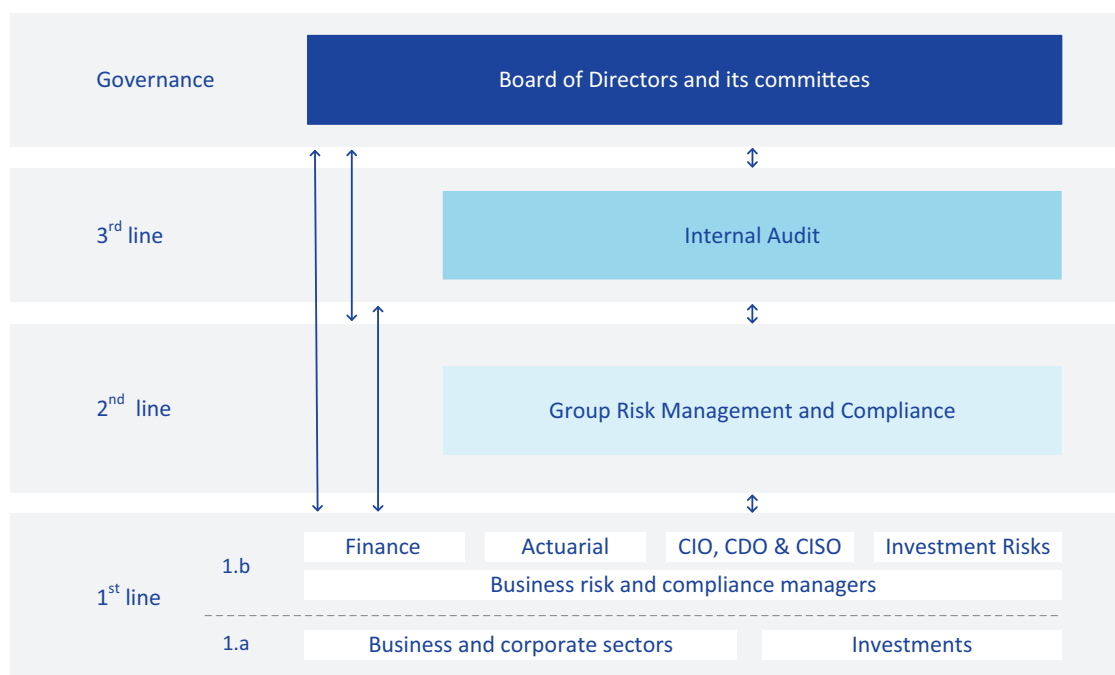 Governance
Board of Directors and its committees
3rd line
Internal Audit
2nd line
Group Risk Management and Compliance
1st line
1.b
Finance
Actuarial
CIO, CDO & CISO
Investment Risks
Business risk and compliance managers
1.a
Business and corporate sectors
Investments